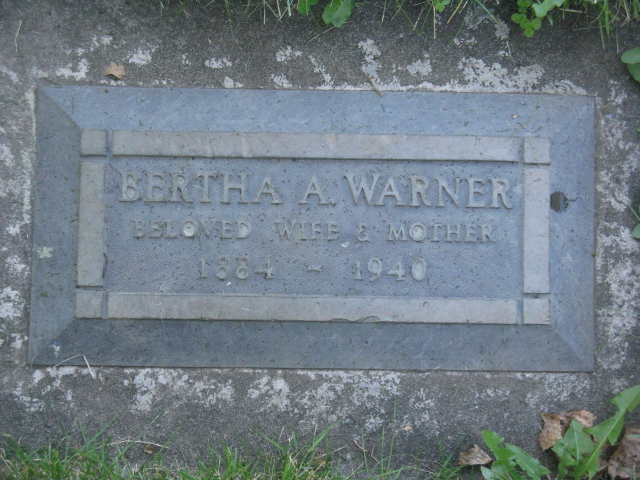 BERTHA A. WARNER
BELOVED WIFE & MOTHER
1884 - 1940